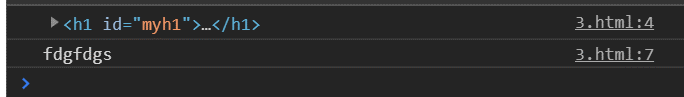 <h1 id="myh1">…</h1> 3.html:4
fdgfdgs 3.html:7